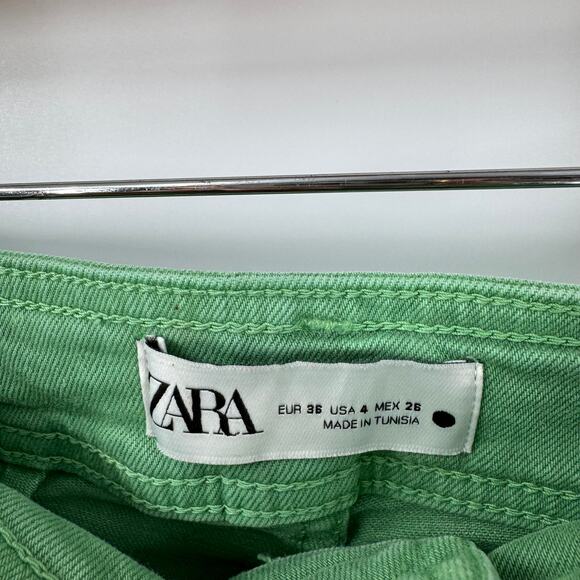 ZARA
EUR 36 USA 4 MEX 26
MADE IN TUNISIA